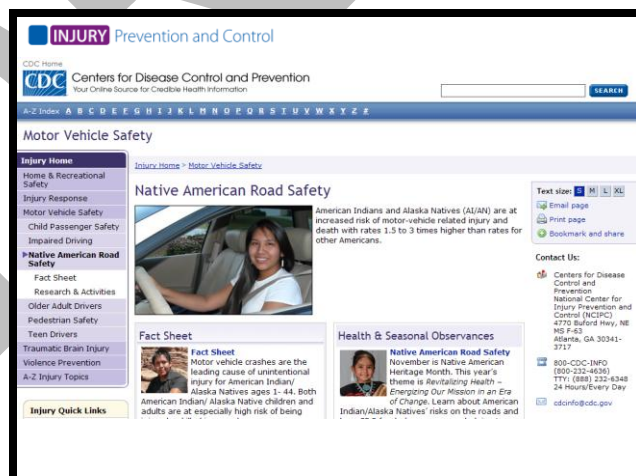 INJURY Prevention and Control
CDC Home
CDC
Centers for Disease Control and Prevention
Your Online Source for Credible Health Information
SEARCH
A-Z Index A B C D E F G H I J K L M N O P Q R S T U V W X Y Z #
Motor Vehicle Safety
Injury Home
Home & Recreational
Safety
Injury Response
Motor Vehicle Safety
Child Passenger Safety
Impaired Driving
Native American Road
Safety
Fact Sheet
Research & Activities
Older Adult Drivers
Pedestrian Safety
Teen Drivers
Traumatic Brain Injury
Violence Prevention
A-Z Injury Topics
Injury Quick Links
Injury Home > Motor Vehicle Safety
Native American Road Safety
American Indians and Alaska Natives (AI/AN) are at
increased risk of motor-vehicle related injury and
death with rates 1.5 to 3 times higher than rates for
other Americans.
Fact Sheet
Fact Sheet
Motor vehicle crashes are the
leading cause of unintentional
injury for American Indian/
Alaska Natives ages 1- 44. Both
American Indian/ Alaska Native children and
adults are at especially high risk of being
Health & Seasonal Observances
Native American Road Safety
November is Native American
Heritage Month. This year's
theme is Revitalizing Health –
Energizing Our Mission in an Era
of Change. Learn about American
Indian/Alaska Natives' risks on the roads and
Text size: S M L XL
Email page
Print page
Bookmark and share
Contact Us:
Centers for Disease
Control and
Prevention
National Center for
Injury Prevention and
Control (NCIPC)
4770 Buford Hwy, NE
MS F-63
Atlanta, GA 30341-
3717
800-CDC-INFO
(800-232-4636)
TTY: (888) 232-6348
24 Hours/Every Day
cdcinfo@cdc.gov